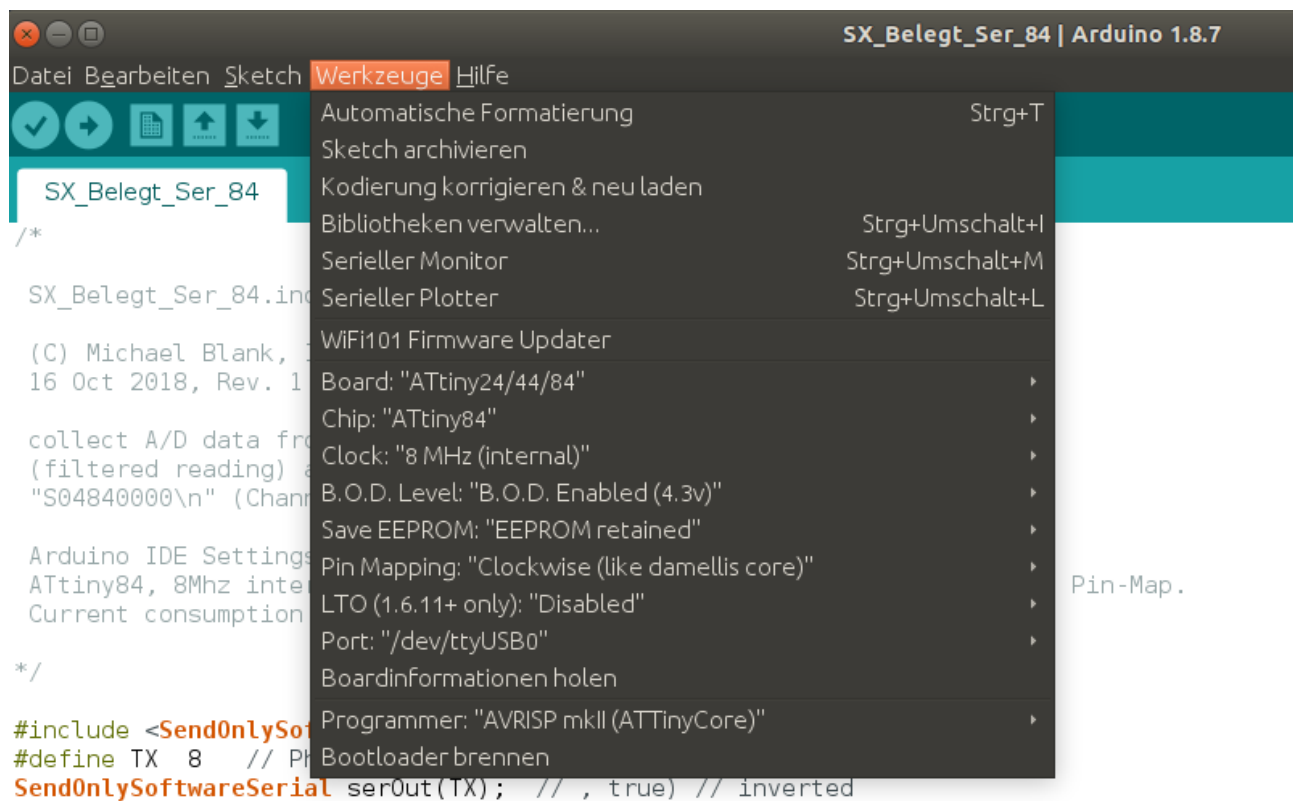 SX_Belegt_Ser_84 | Arduino 1.8.7
Datei Bearbeiten Sketch Werkzeuge Hilfe
Automatische Formatierung Strg+T
Sketch archivieren
SX_Belegt_Ser_84
Kodierung korrigieren & neu laden
Bibliotheken verwalten... Strg+Umschalt+I
/*
Serieller Monitor Strg+Umschalt+M
SX_Belegt_Ser_84.ino
Serieller Plotter Strg+Umschalt+L
WiFi101 Firmware Updater
(C) Michael Blank,
16 Oct 2018, Rev. 1
Board: "ATtiny24/44/84"
Chip: "ATtiny84"
collect A/D data fro
Clock: "8 MHz (internal)"
(filtered reading)
"S04840000\n" (Chann
B.O.D. Level: "B.O.D. Enabled (4.3v)"
Save EEPROM: "EEPROM retained"
Arduino IDE Settings
Pin Mapping: "Clockwise (like damellis core)"
ATtiny84, 8Mhz inte Pin-Map.
LTO (1.6.11+ only): "Disabled"
Current consumption
Port: "/dev/ttyUSB0"
*/
Boardinformationen holen
#include <SendOnlySof
Programmer: "AVRISP mkII (ATTinyCore)"
#define TX 8 // Ph
Bootloader brennen
SendOnlySoftwareSerial serOut(TX); // , true) // inverted